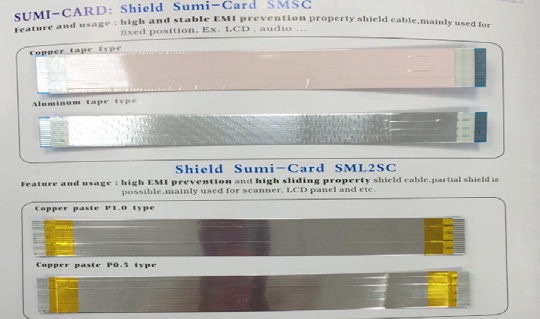 SUMI-CARD: Shield Sumi-Card SMSC
Feature and usage : high and stable EMI prevention property shield cable,mainly used for
fixed position, Ex. LCD , audio ...
Copper tape type
Aluminum tape type
Shield Sumi-Card SML2SC
Feature and usage : high EMI prevention and high sliding property shield cable,partial shield is
possible,mainly used for scanner, LCD panel and etc.
Copper paste P1.0 type
Copper paste P0.5 type